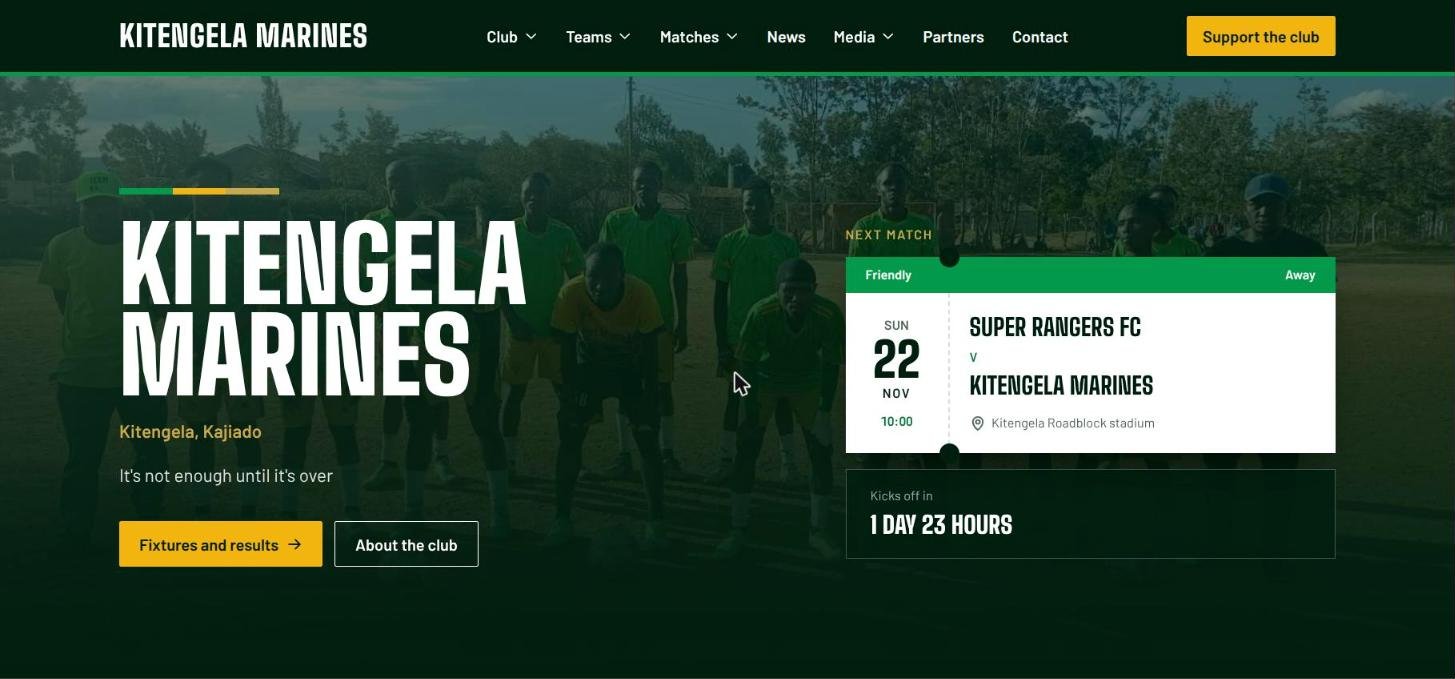 KITENGELA MARINES
Club
Teams
Matches
News
Media
Partners
Contact
Support the club
KITENGELA
MARINES
Kitengela, Kajiado
It's not enough until it's over
Fixtures and results
About the club
NEXT MATCH
Friendly
Away
SUN
22
NOV
10:00
SUPER RANGERS FC
V
KITENGELA MARINES
Kitengela Roadblock stadium
Kicks off in
1 DAY 23 HOURS